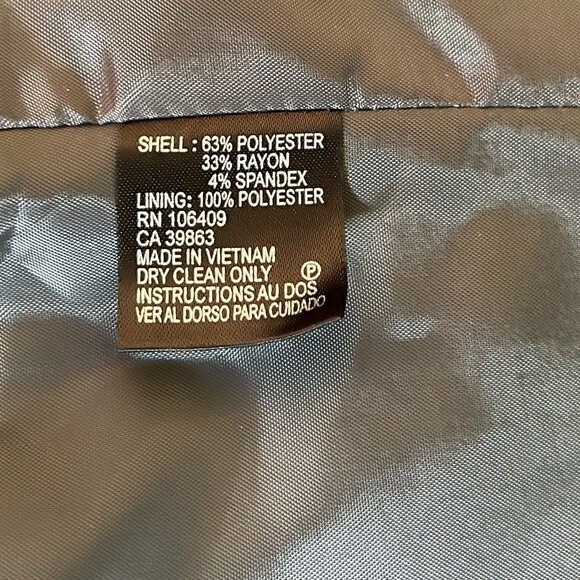 SHELL : 63% POLYESTER
33% RAYON
4% SPANDEX
LINING: 100% POLYESTER
RN 106409
CA 39863
MADE IN VIETNAM
DRY CLEAN ONLY Ⓟ
INSTRUCTIONS AU DOS
VER AL DORSO PARA CUIDADO